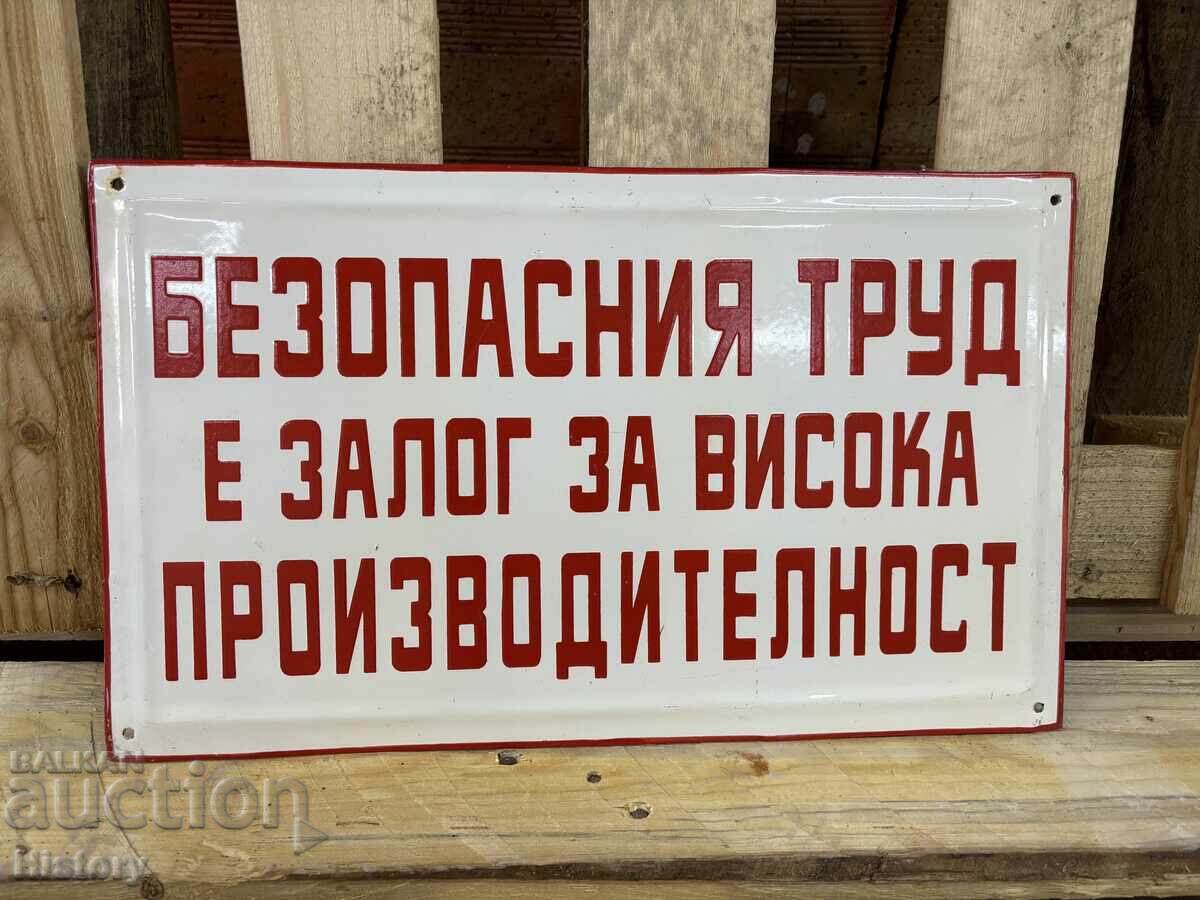 БЕЗОПАСНИЯ ТРУД
Е ЗАЛОГ ЗА ВИСОКА
ПРОИЗВОДИТЕЛНОСТ
BALKAN
auction
History